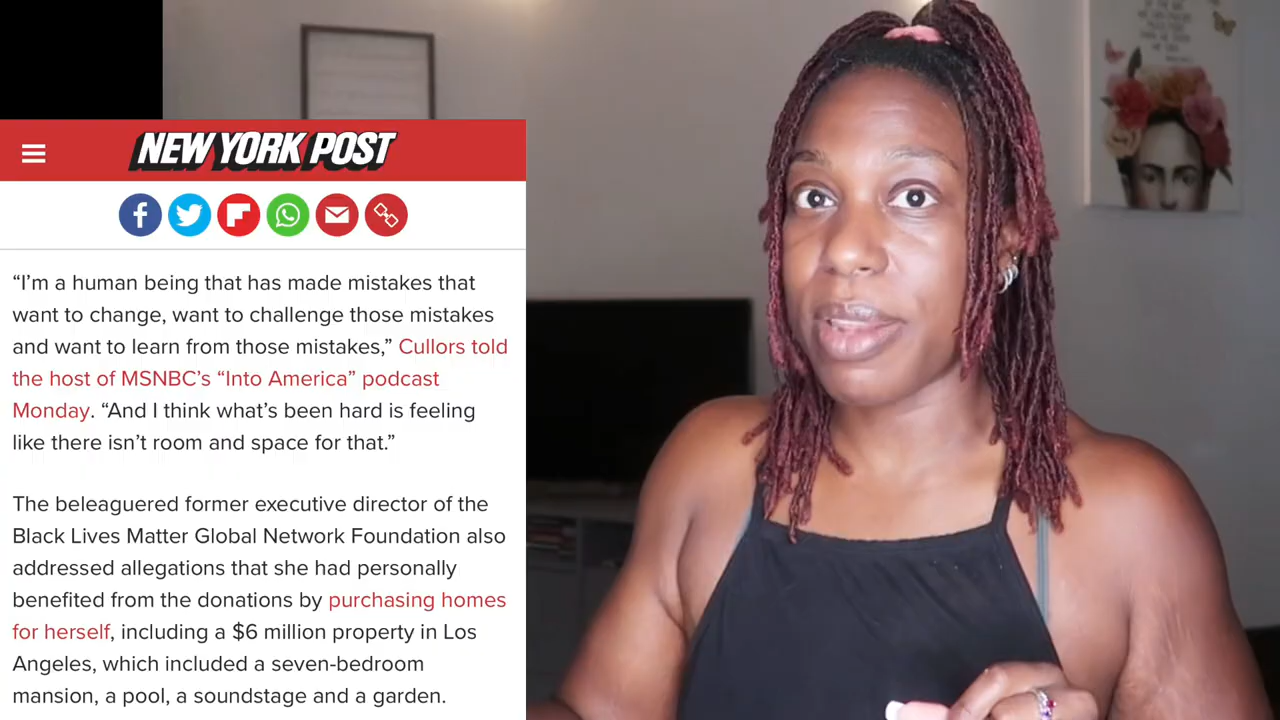 NEW YORK POST
“I’m a human being that has made mistakes that
want to change, want to challenge those mistakes
and want to learn from those mistakes,” Cullors told
the host of MSNBC’s “Into America” podcast
Monday. “And I think what’s been hard is feeling
like there isn’t room and space for that.”
The beleaguered former executive director of the
Black Lives Matter Global Network Foundation also
addressed allegations that she had personally
benefited from the donations by purchasing homes
for herself, including a $6 million property in Los
Angeles, which included a seven-bedroom
mansion, a pool, a soundstage and a garden.